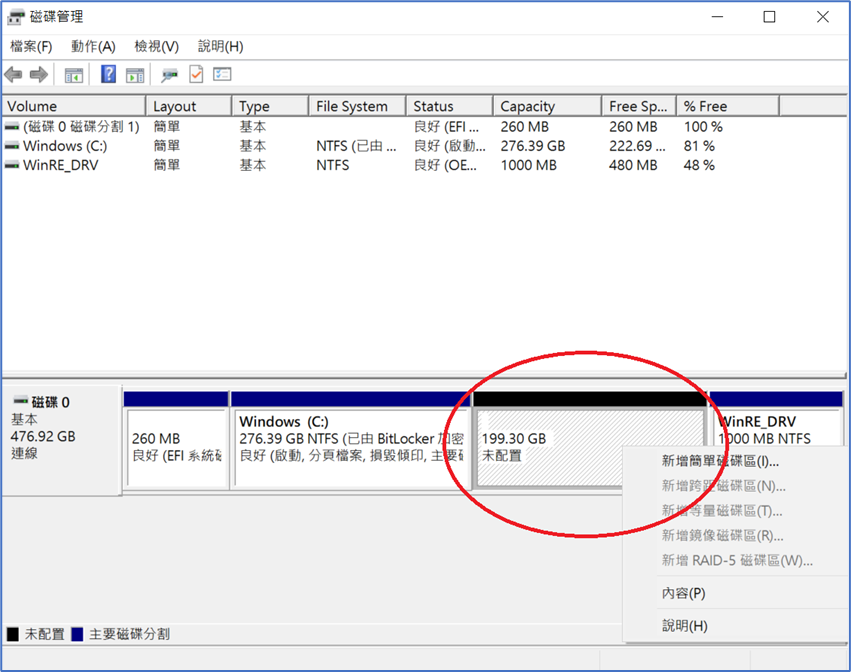 磁碟管理
檔案(F) 動作(A) 檢視(V) 說明(H)
Volume Layout Type File System Status Capacity Free Sp... % Free
(磁碟 0 磁碟分割 1) 簡單 基本 良好 (EFI ... 260 MB 260 MB 100 %
Windows (C:) 簡單 基本 NTFS (已由 ... 良好 (啟動... 276.39 GB 222.69 ... 81 %
WinRE_DRV 簡單 基本 NTFS 良好 (OE... 1000 MB 480 MB 48 %
磁碟 0
基本
476.92 GB
連線
260 MB
良好 (EFI 系統
Windows (C:)
276.39 GB NTFS (已由 BitLocker 加密
良好 (啟動, 分頁檔案, 損毀傾印, 主要
199.30 GB
未配置
WinRE_DRV
1000 MB NTFS
新增簡單磁碟區(I)...
新增跨距磁碟區(N)...
新增等量磁碟區(T)...
新增鏡像磁碟區(R)...
新增 RAID-5 磁碟區(W)...
內容(P)
說明(H)
未配置 主要磁碟分割